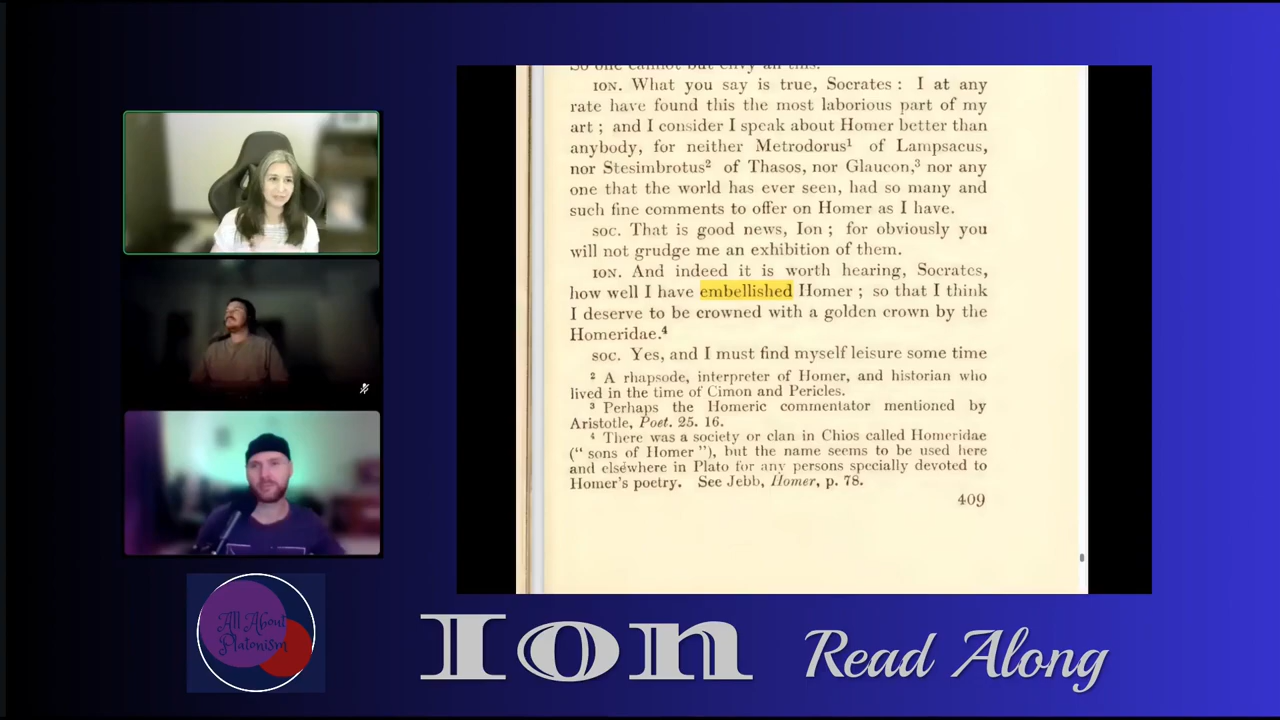 So one cannot but envy all this.
ION. What you say is true, Socrates : I at any
rate have found this the most laborious part of my
art ; and I consider I speak about Homer better than
anybody, for neither Metrodorus¹ of Lampsacus,
nor Stesimbrotus² of Thasos, nor Glaucon,³ nor any
one that the world has ever seen, had so many and
such fine comments to offer on Homer as I have.
SOC. That is good news, Ion ; for obviously you
will not grudge me an exhibition of them.
ION. And indeed it is worth hearing, Socrates,
how well I have embellished Homer ; so that I think
I deserve to be crowned with a golden crown by the
Homeridae.⁴
SOC. Yes, and I must find myself leisure some time
² A rhapsode, interpreter of Homer, and historian who
lived in the time of Cimon and Pericles.
³ Perhaps the Homeric commentator mentioned by
Aristotle, Poet. 25. 16.
⁴ There was a society or clan in Chios called Homeridae
(“ sons of Homer ”), but the name seems to be used here
and elsewhere in Plato for any persons specially devoted to
Homer’s poetry. See Jebb, Homer, p. 78.
409
All About
Platonism
Ion Read Along